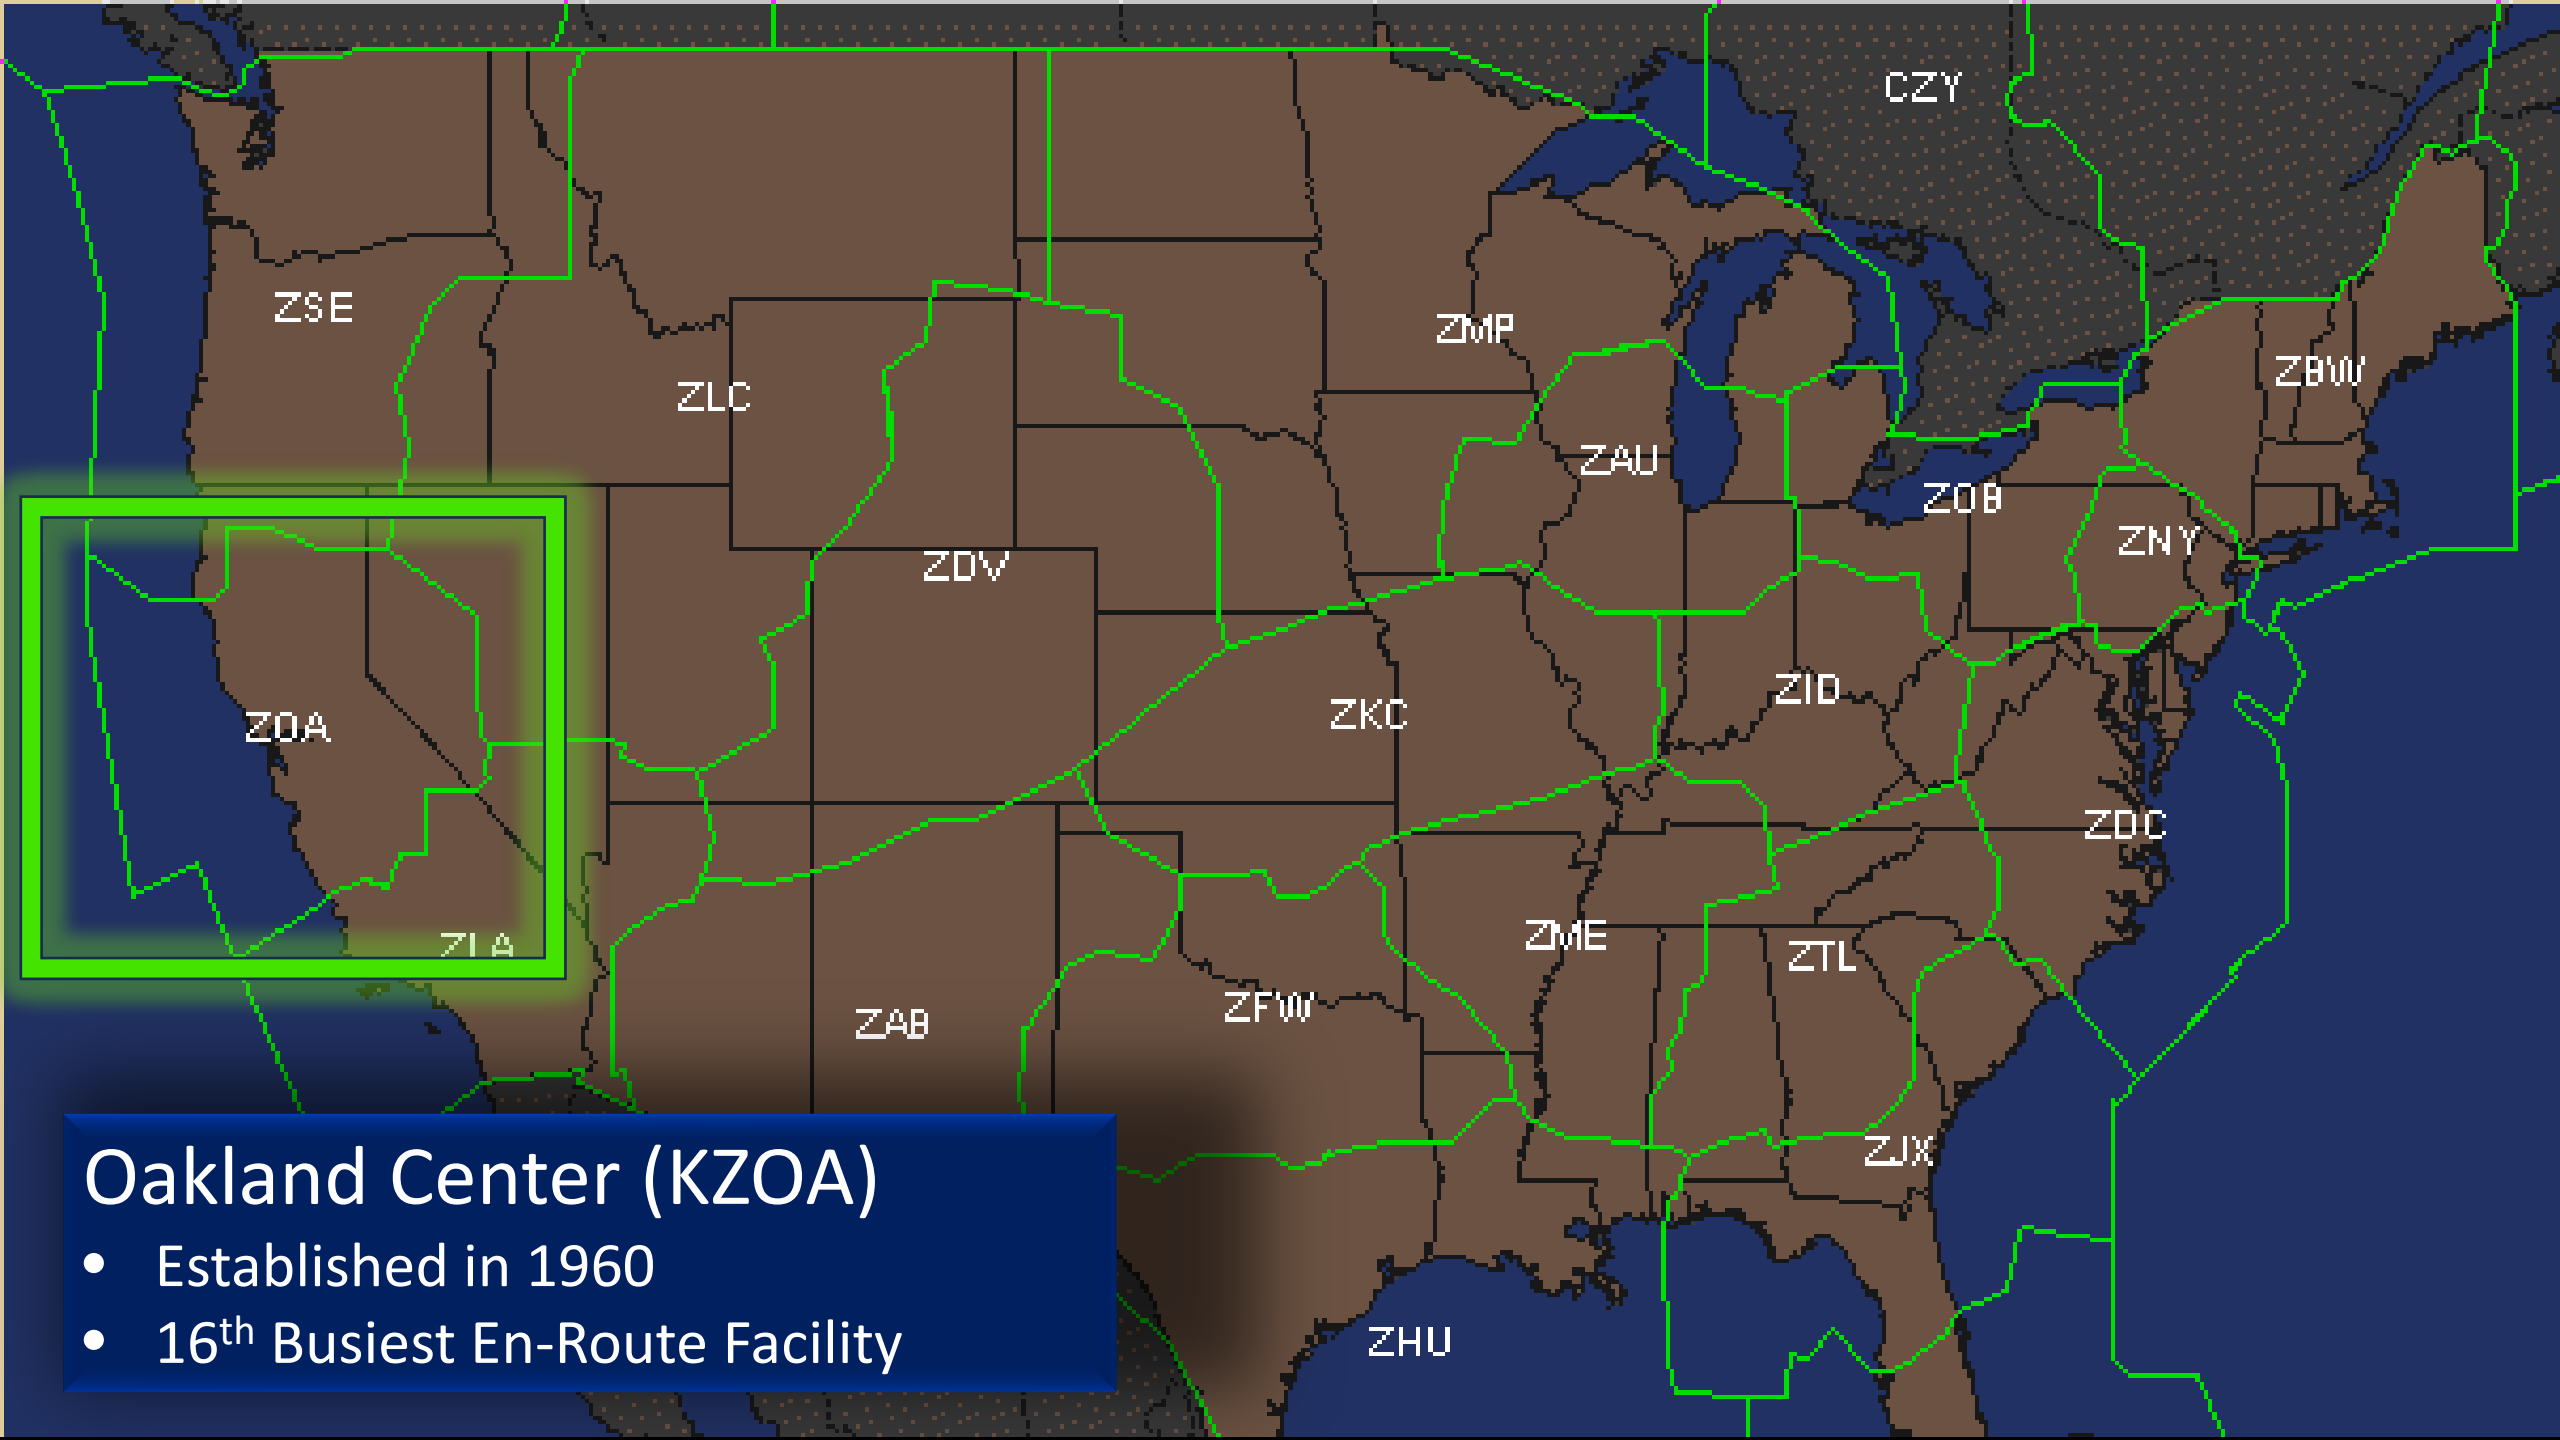 CZY
ZSE
ZMP
ZBW
ZLC
ZAU
ZOB
ZNY
ZDV
ZID
ZKC
ZOA
ZDC
ZME
ZLA
ZTL
ZFW
ZAB
ZJX
ZHU
Oakland Center (KZOA)
• Established in 1960
• 16th Busiest En-Route Facility